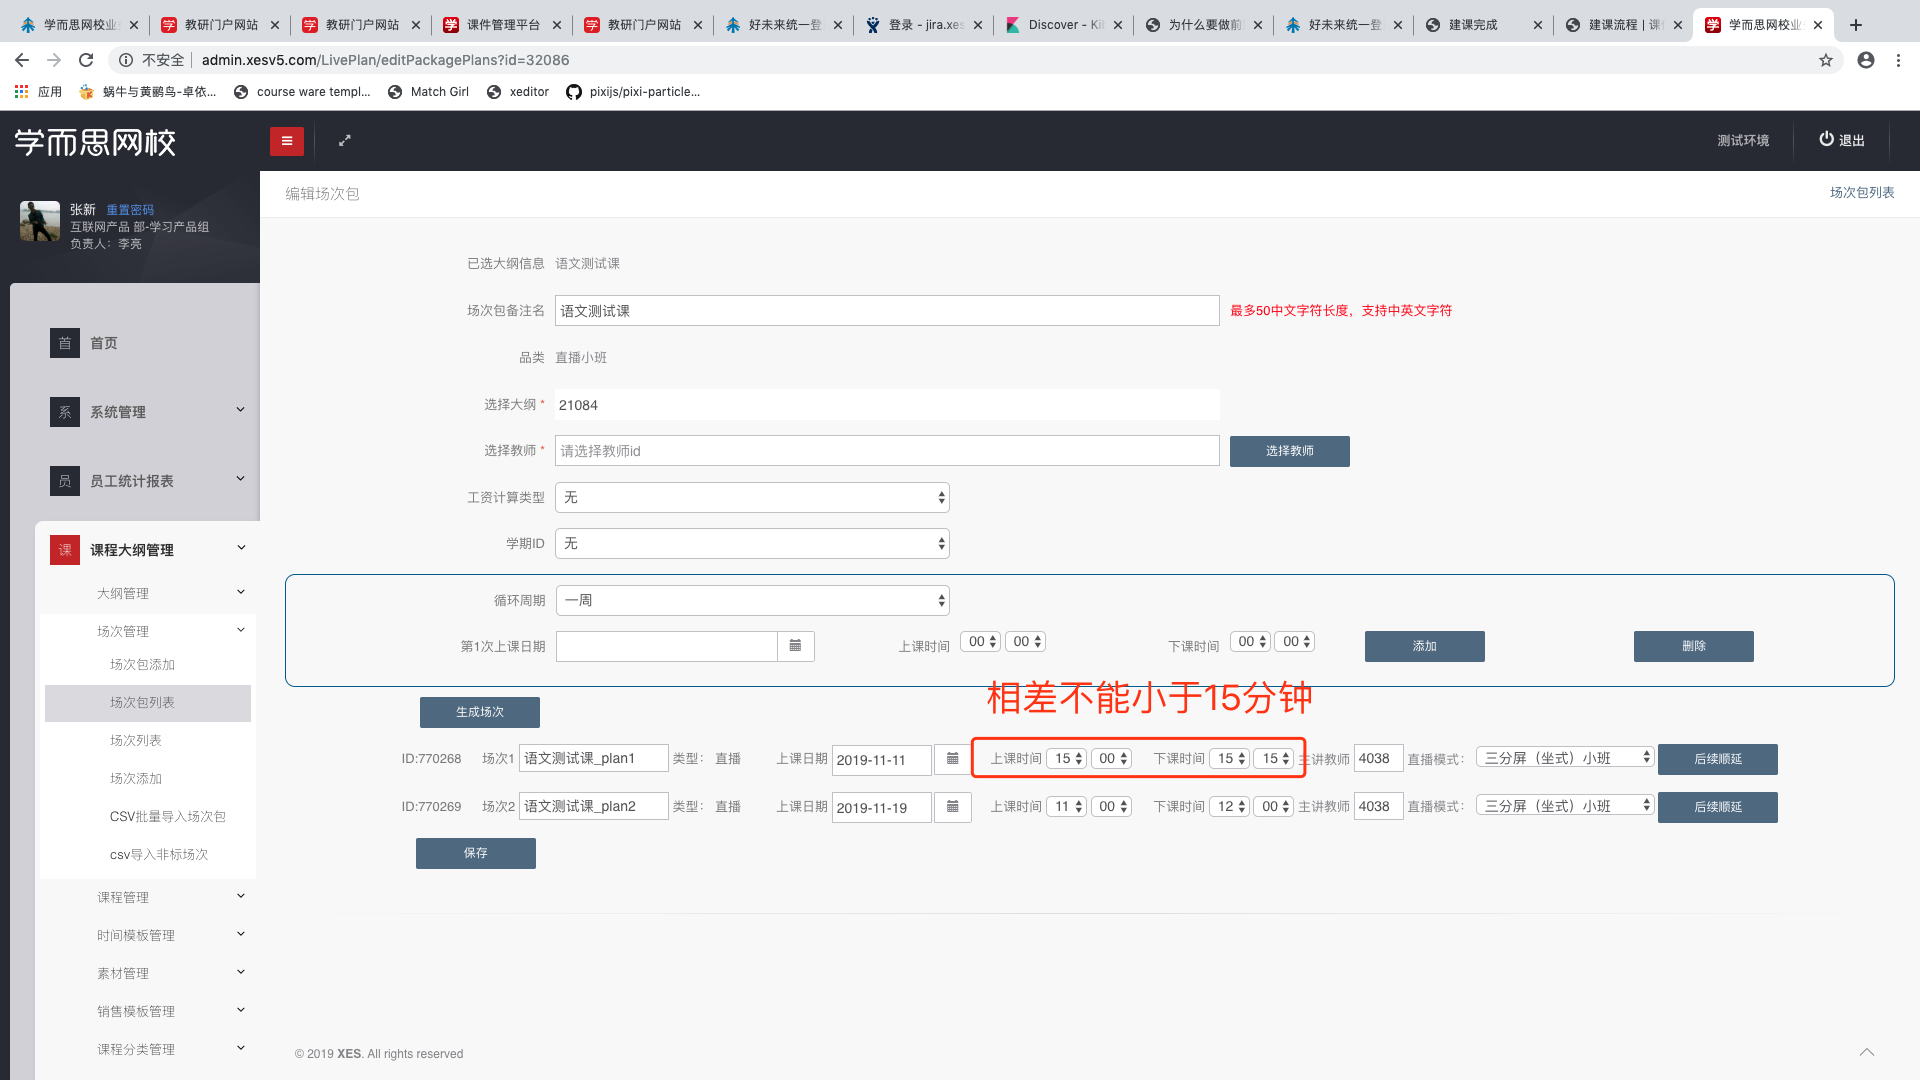 学而思网校业
教研门户网站
教研门户网站
课件管理平台
教研门户网站
好未来统一登
登录 - jira.xes
Discover - Ki
为什么要做前
好未来统一登
建课完成
建课流程 | 课
学而思网校业
不安全 admin.xesv5.com/LivePlan/editPackagePlans?id=32086
应用 蜗牛与黄鹂鸟-卓依... course ware templ... Match Girl xeditor pixijs/pixi-particle...
学而思网校
测试环境 退出
张新 重置密码
互联网产品 部-学习产品组
负责人：李亮
编辑场次包 场次包列表
首 首页
系 系统管理
员 员工统计报表
课 课程大纲管理
大纲管理
场次管理
场次包添加
场次包列表
场次列表
场次添加
CSV批量导入场次包
csv导入非标场次
课程管理
时间模板管理
素材管理
销售模板管理
课程分类管理
已选大纲信息 语文测试课
场次包备注名 语文测试课 最多50中文字符长度，支持中英文字符
品类 直播小班
选择大纲 * 21084
选择教师 * 请选择教师id 选择教师
工资计算类型 无
学期ID 无
循环周期 一周
第1次上课日期 上课时间 00 00 下课时间 00 00 添加 删除
生成场次
相差不能小于15分钟
ID:770268 场次1 语文测试课_plan1 类型： 直播 上课日期 2019-11-11 上课时间 15 00 下课时间 15 15 主讲教师 4038 直播模式： 三分屏（坐式）小班 后续顺延
ID:770269 场次2 语文测试课_plan2 类型： 直播 上课日期 2019-11-19 上课时间 11 00 下课时间 12 00 主讲教师 4038 直播模式： 三分屏（坐式）小班 后续顺延
保存
© 2019 XES. All rights reserved